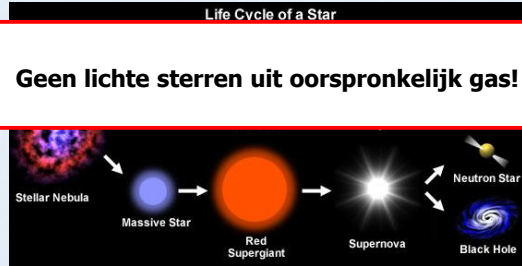 Life Cycle of a Star
Geen lichte sterren uit oorspronkelijk gas!
Stellar Nebula
Massive Star
Red
Supergiant
Supernova
Neutron Star
Black Hole